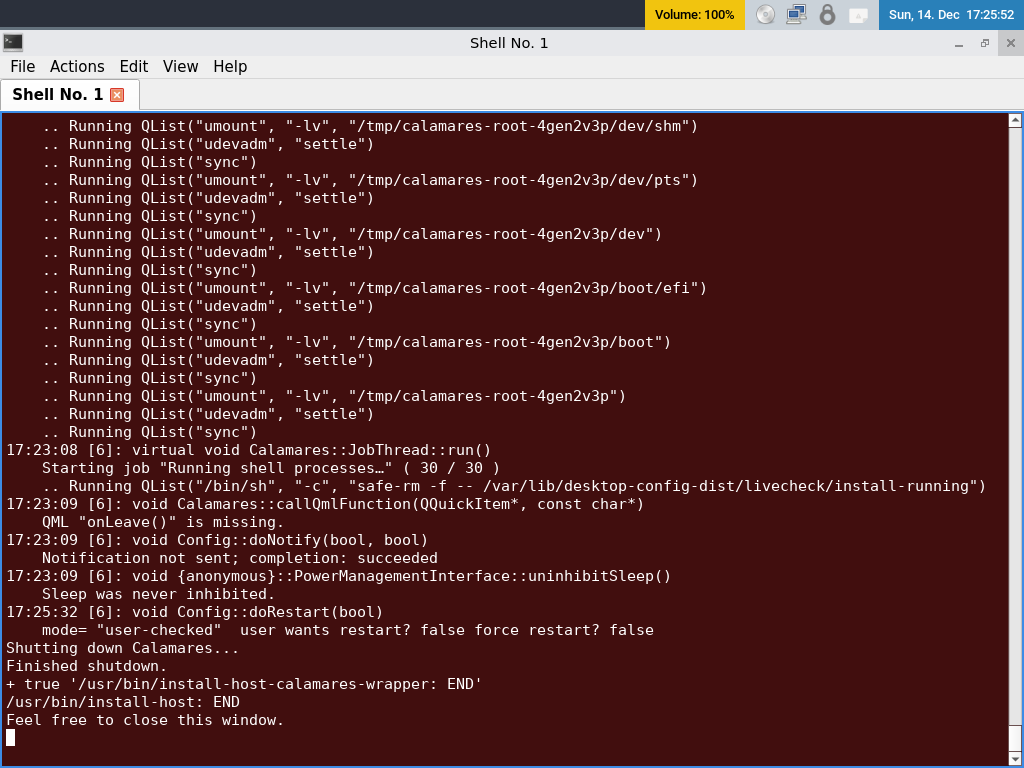 Volume: 100%
Sun, 14. Dec 17:25:52
Shell No. 1
File Actions Edit View Help
Shell No. 1
.. Running QList("umount", "-lv", "/tmp/calamares-root-4gen2v3p/dev/shm")
.. Running QList("udevadm", "settle")
.. Running QList("sync")
.. Running QList("umount", "-lv", "/tmp/calamares-root-4gen2v3p/dev/pts")
.. Running QList("udevadm", "settle")
.. Running QList("sync")
.. Running QList("umount", "-lv", "/tmp/calamares-root-4gen2v3p/dev")
.. Running QList("udevadm", "settle")
.. Running QList("sync")
.. Running QList("umount", "-lv", "/tmp/calamares-root-4gen2v3p/boot/efi")
.. Running QList("udevadm", "settle")
.. Running QList("sync")
.. Running QList("umount", "-lv", "/tmp/calamares-root-4gen2v3p/boot")
.. Running QList("udevadm", "settle")
.. Running QList("sync")
.. Running QList("umount", "-lv", "/tmp/calamares-root-4gen2v3p")
.. Running QList("udevadm", "settle")
.. Running QList("sync")
17:23:08 [6]: virtual void Calamares::JobThread::run()
Starting job "Running shell processes…" ( 30 / 30 )
.. Running QList("/bin/sh", "-c", "safe-rm -f -- /var/lib/desktop-config-dist/livecheck/install-running")
17:23:09 [6]: void Calamares::callQmlFunction(QQuickItem*, const char*)
QML "onLeave()" is missing.
17:23:09 [6]: void Config::doNotify(bool, bool)
Notification not sent; completion: succeeded
17:23:09 [6]: void {anonymous}::PowerManagementInterface::uninhibitSleep()
Sleep was never inhibited.
17:25:32 [6]: void Config::doRestart(bool)
mode= "user-checked"  user wants restart? false force restart? false
Shutting down Calamares...
Finished shutdown.
+ true '/usr/bin/install-host-calamares-wrapper: END'
/usr/bin/install-host: END
Feel free to close this window.